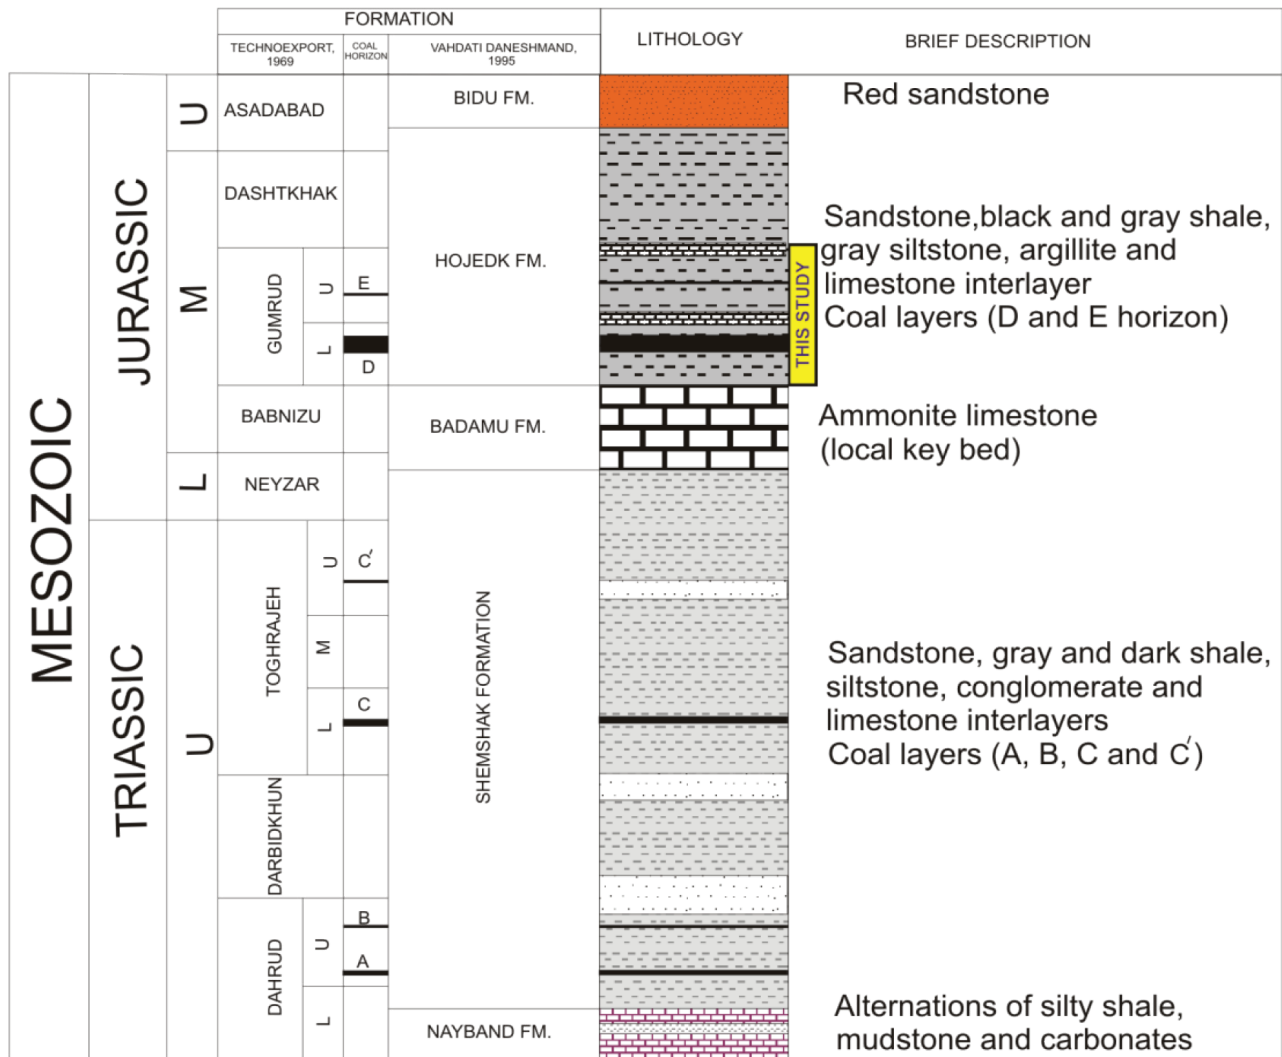 FORMATION
TECHNOEXPORT,
1969
COAL
HORIZON
VAHDATI DANESHMAND,
1995
LITHOLOGY
BRIEF DESCRIPTION
MESOZOIC
JURASSIC
TRIASSIC
U
M
L
U
ASADABAD
DASHTKHAK
GUMRUD
U
L
E
D
BABNIZU
NEYZAR
TOGHRAJEH
U
M
L
C′
C
DARBIDKHUN
DAHRUD
U
L
B
A
BIDU FM.
HOJEDK FM.
BADAMU FM.
SHEMSHAK FORMATION
NAYBAND FM.
THIS STUDY
Red sandstone
Sandstone,black and gray shale,
gray siltstone, argillite and
limestone interlayer
Coal layers (D and E horizon)
Ammonite limestone
(local key bed)
Sandstone, gray and dark shale,
siltstone, conglomerate and
limestone interlayers
Coal layers (A, B, C and C′)
Alternations of silty shale,
mudstone and carbonates